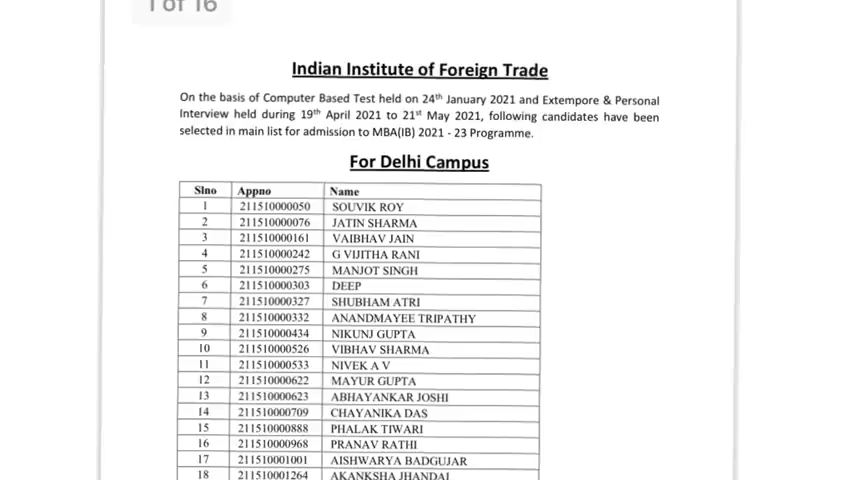 1 of 16
Indian Institute of Foreign Trade
On the basis of Computer Based Test held on 24th January 2021 and Extempore & Personal
Interview held during 19th April 2021 to 21st May 2021, following candidates have been
selected in main list for admission to MBA(IB) 2021 - 23 Programme.
For Delhi Campus
Slno Appno Name
1 211510000050 SOUVIK ROY
2 211510000076 JATIN SHARMA
3 211510000161 VAIBHAV JAIN
4 211510000242 G VIJITHA RANI
5 211510000275 MANJOT SINGH
6 211510000303 DEEP
7 211510000327 SHUBHAM ATRI
8 211510000332 ANANDMAYEE TRIPATHY
9 211510000434 NIKUNJ GUPTA
10 211510000526 VIBHAV SHARMA
11 211510000533 NIVEK A V
12 211510000622 MAYUR GUPTA
13 211510000623 ABHAYANKAR JOSHI
14 211510000709 CHAYANIKA DAS
15 211510000888 PHALAK TIWARI
16 211510000968 PRANAV RATHI
17 211510001001 AISHWARYA BADGUJAR
18 211510001264 AKANKSHA JHANDAI